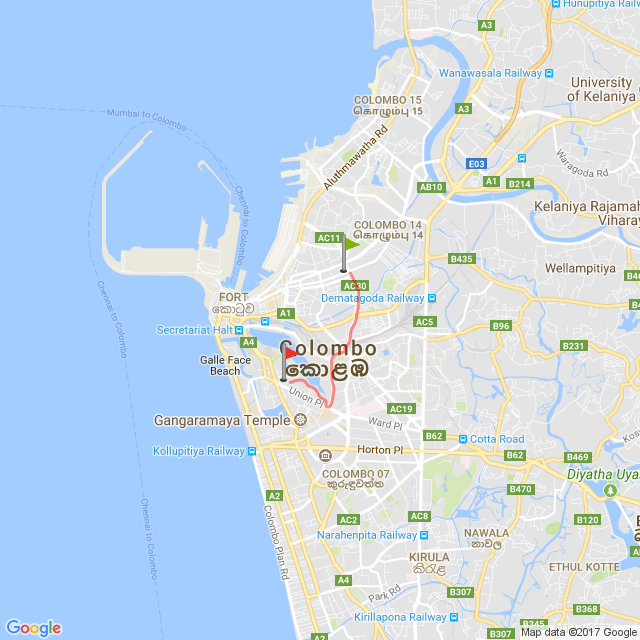 Hunupitiya Railway
A3
Wanawasala Railway
University
of Kelaniya
COLOMBO 15
கொழும்பு 15
A3
Mumbai to Colombo
Aluthmawatha Rd
E03
Waragoda Rd
A1
AB10
B214
Chennai to Colombo
Kelaniya Rajamah
Vihara
COLOMBO 14
கொழும்பு 14
AC11
B435
Wellampitiya
AC30
Dematagoda Railway
FORT
කොටුව
A1
AC5
B96
Secretariat Halt
A4
Chennai to Colombo
Colombo
කොළඹ
B231
Galle Face
Beach
Union Pl
AC19
Gangaramaya Temple
Ward Pl
B62
Cotta Road
Kollupitiya Railway
Horton Pl
B62
B469
COLOMBO 07
කුරුඳුවත්ත
Diyatha Uya
B470
A2
Chennai to Colombo
Colombo Plan Rd
AC2
AC8
B120
Narahenpita Railway
NAWALA
නාවල
KIRULA
කිරුළ
ETHUL KOTTE
A4
Park Rd
B307
A2
Kirillapona Railway
B307
B345
Google
Map data ©2017 Google